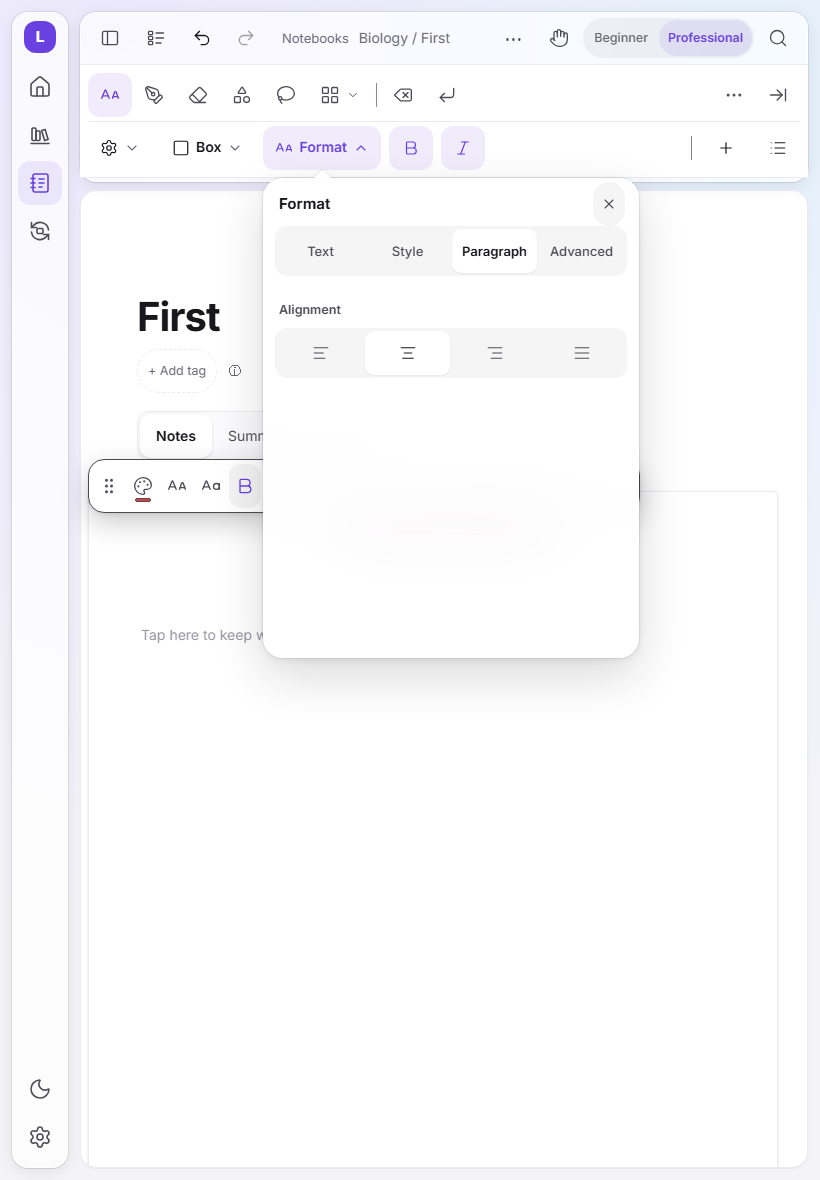 L
Notebooks Biology / First
Beginner Professional
Box
Format
Format
Text Style Paragraph Advanced
Alignment
First
+ Add tag
Notes
Tap here to keep